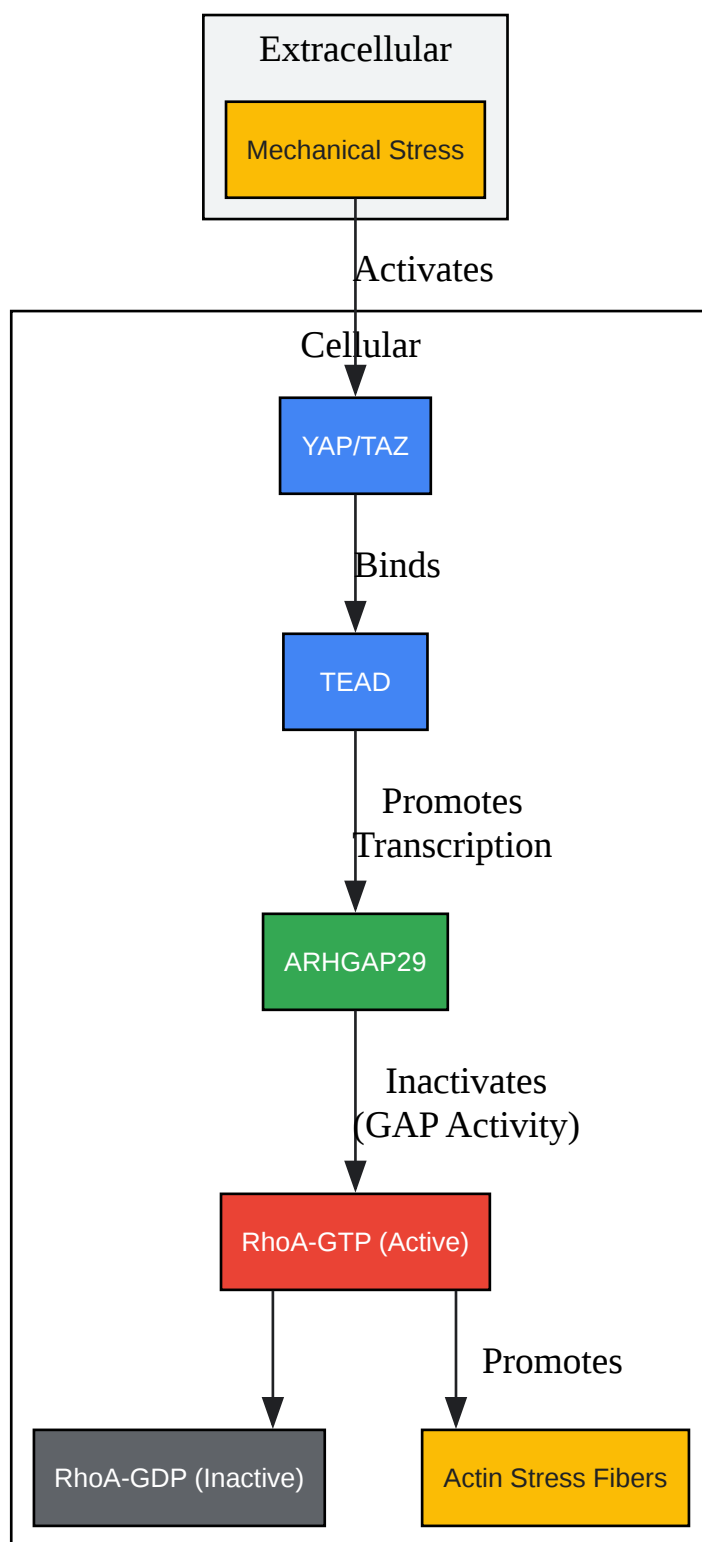 Extracellular
Mechanical Stress
Activates
Cellular
YAP/TAZ
Binds
TEAD
Promotes
Transcription
ARHGAP29
Inactivates
(GAP Activity)
RhoA-GTP (Active)
Promotes
RhoA-GDP (Inactive)
Actin Stress Fibers